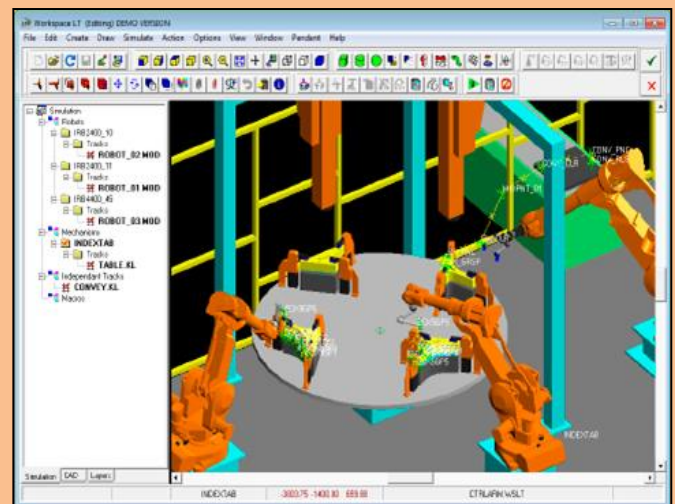 Workspace LT (Editing) DEMO VERSION
File Edit Create Draw Simulate Action Options View Window Pendant Help
Simulation
Robots
IRB2400_10
Tracks
ROBOT_02 MOD
IRB2400_11
Tracks
ROBOT_01 MOD
IRB4400_45
Tracks
ROBOT_03 MOD
Mechanisms
INDEXTAB
Tracks
TABLE.KL
Independant Tracks
CONVEY.KL
Macros
INDEXTAB
Simulation CAD Layers
INDEXTAB
CTRLAFIN.WSLT